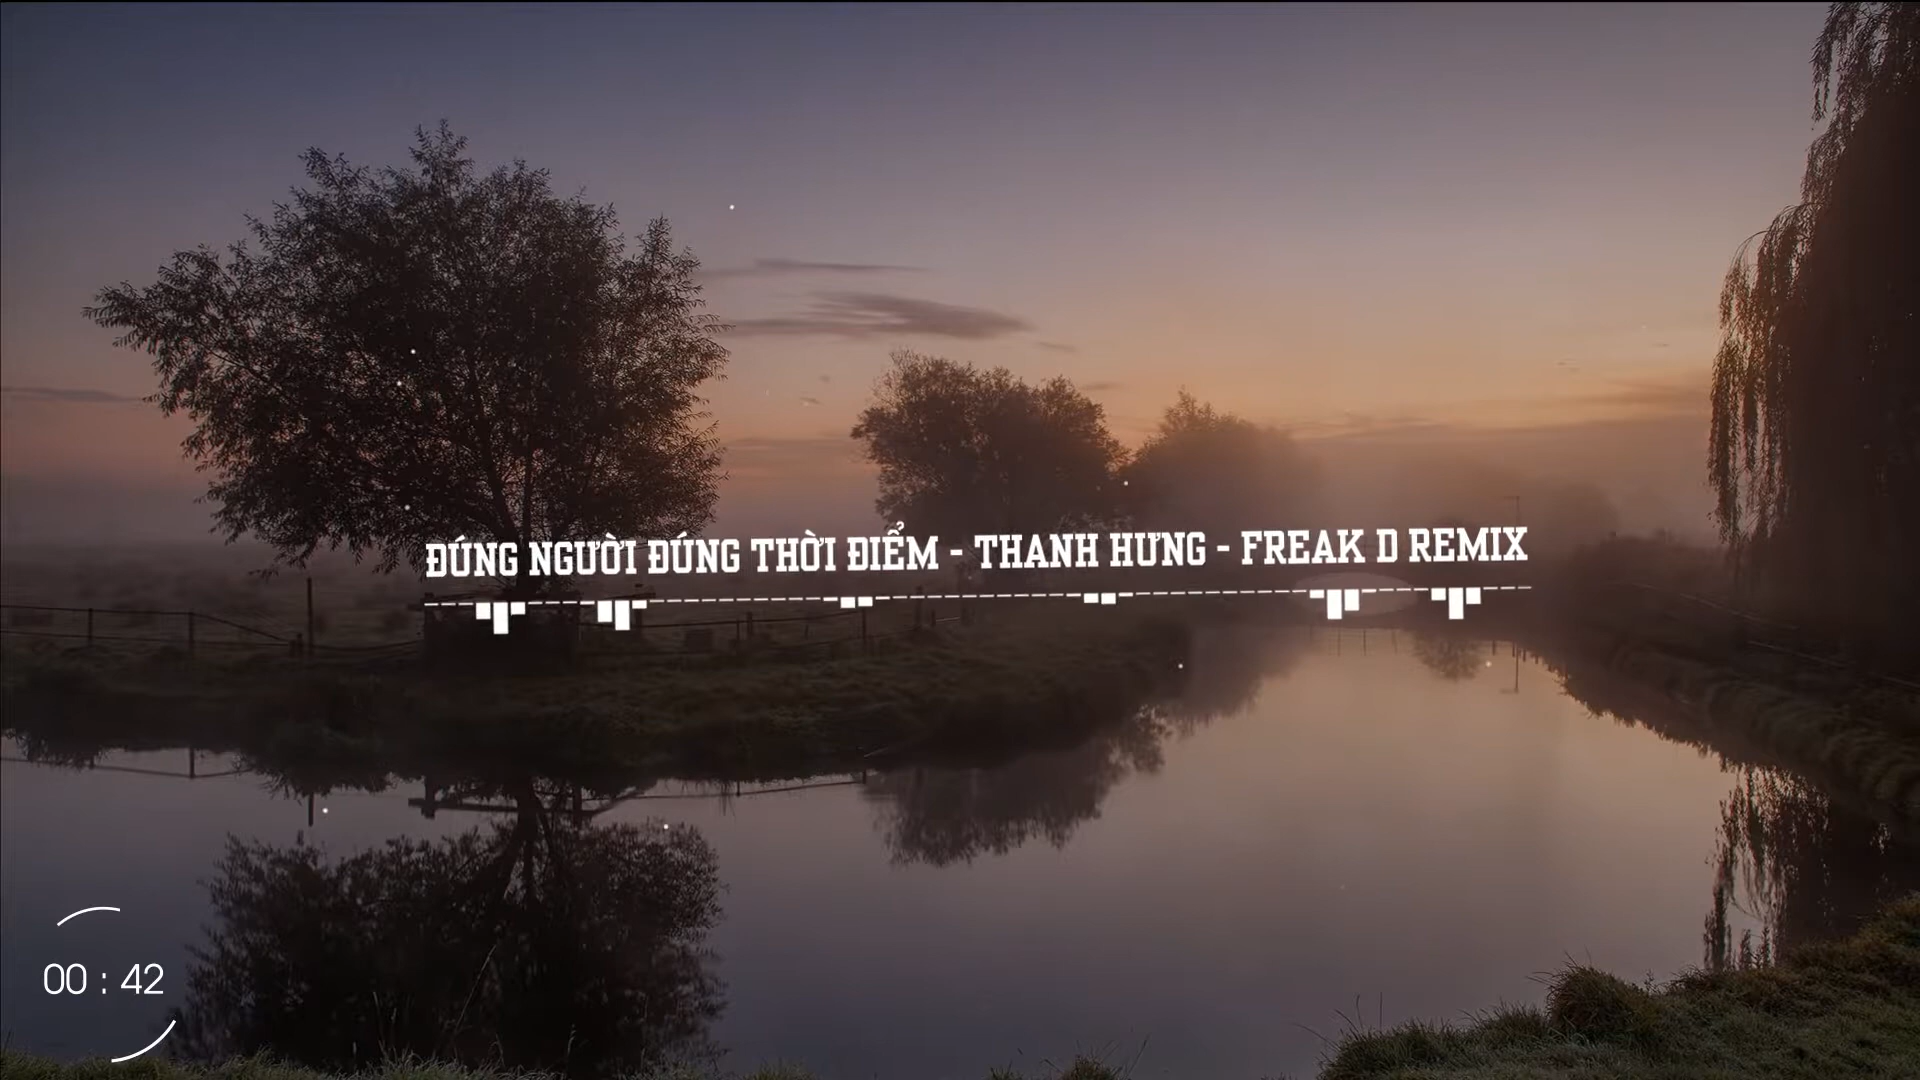 ĐÚNG NGƯỜI ĐÚNG THỜI ĐIỂM - THANH HƯNG - FREAK D REMIX
00 : 42